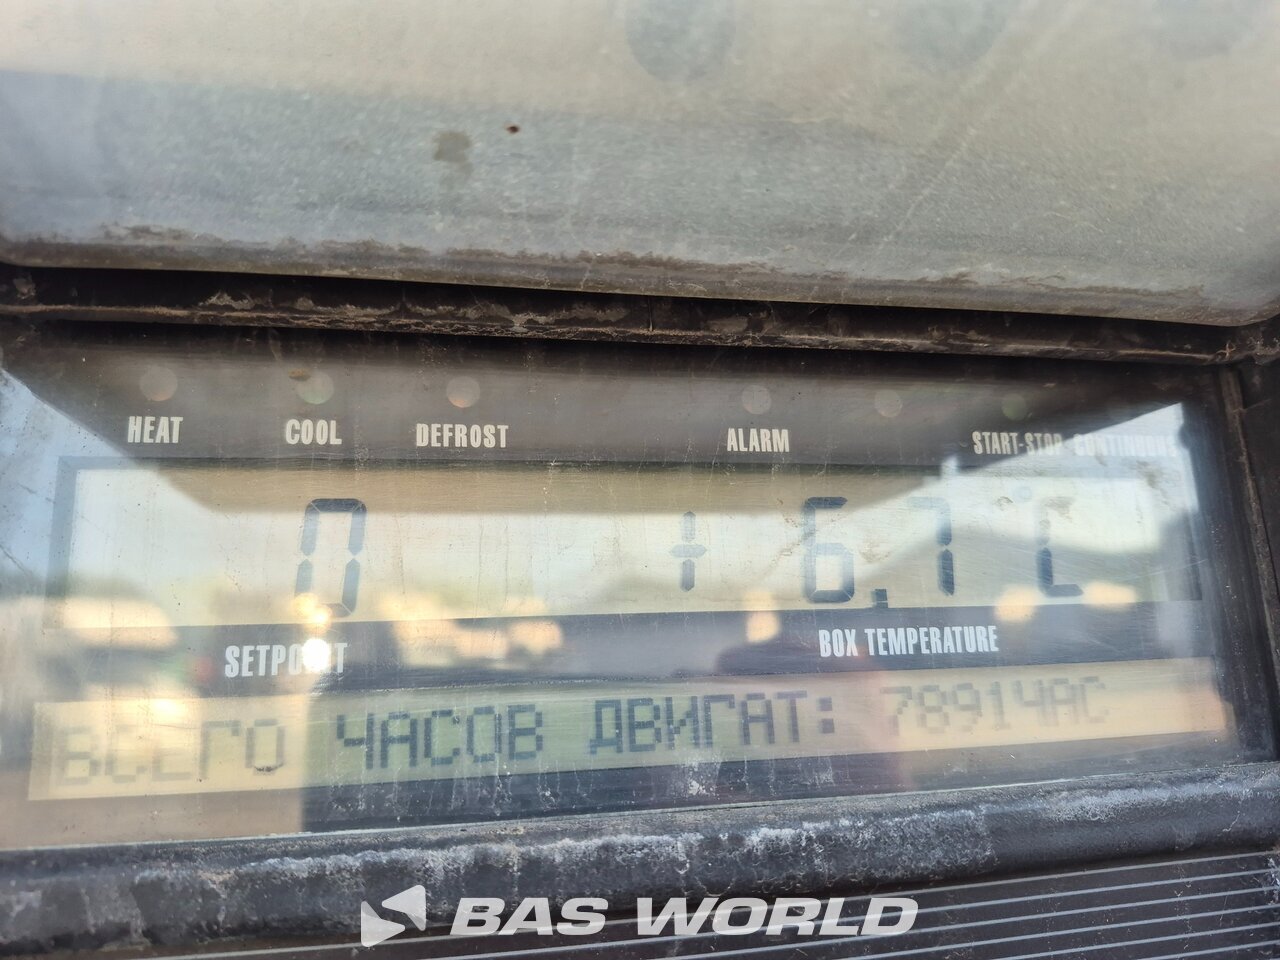 HEAT COOL DEFROST ALARM START-STOP CONTINUOUS
0 + 6.7 °C
SETPOINT BOX TEMPERATURE
ВСЕГО ЧАСОВ ДВИГАТ: 7891ЧАС
BAS WORLD